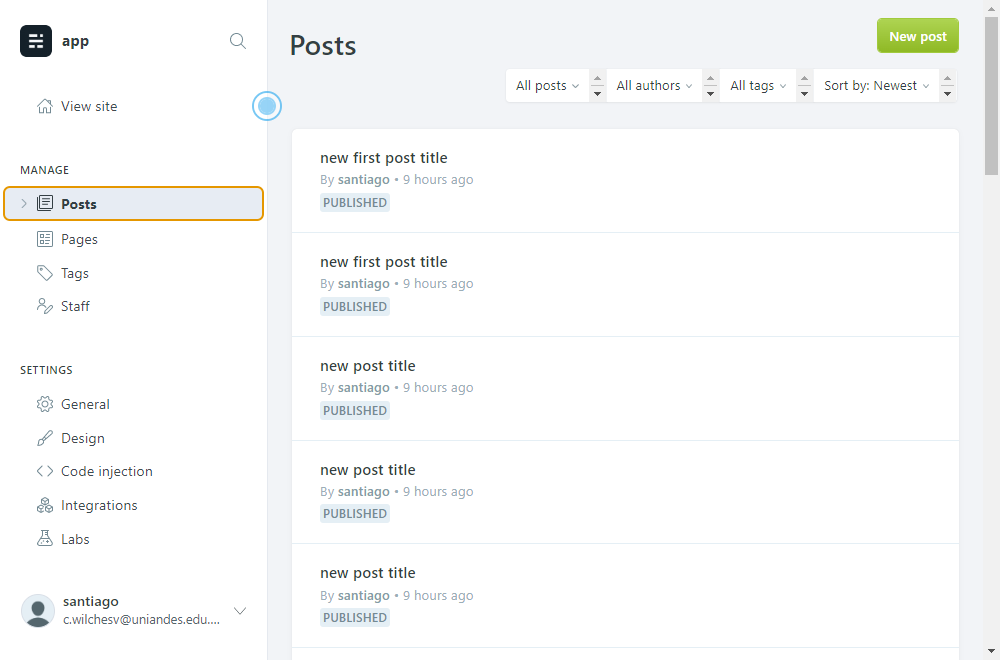 app
View site
MANAGE
Posts
Pages
Tags
Staff
SETTINGS
General
Design
Code injection
Integrations
Labs
santiago
c.wilchesv@uniandes.edu....
Posts
New post
All posts
All authors
All tags
Sort by: Newest
new first post title
By santiago • 9 hours ago
PUBLISHED
new first post title
By santiago • 9 hours ago
PUBLISHED
new post title
By santiago • 9 hours ago
PUBLISHED
new post title
By santiago • 9 hours ago
PUBLISHED
new post title
By santiago • 9 hours ago
PUBLISHED